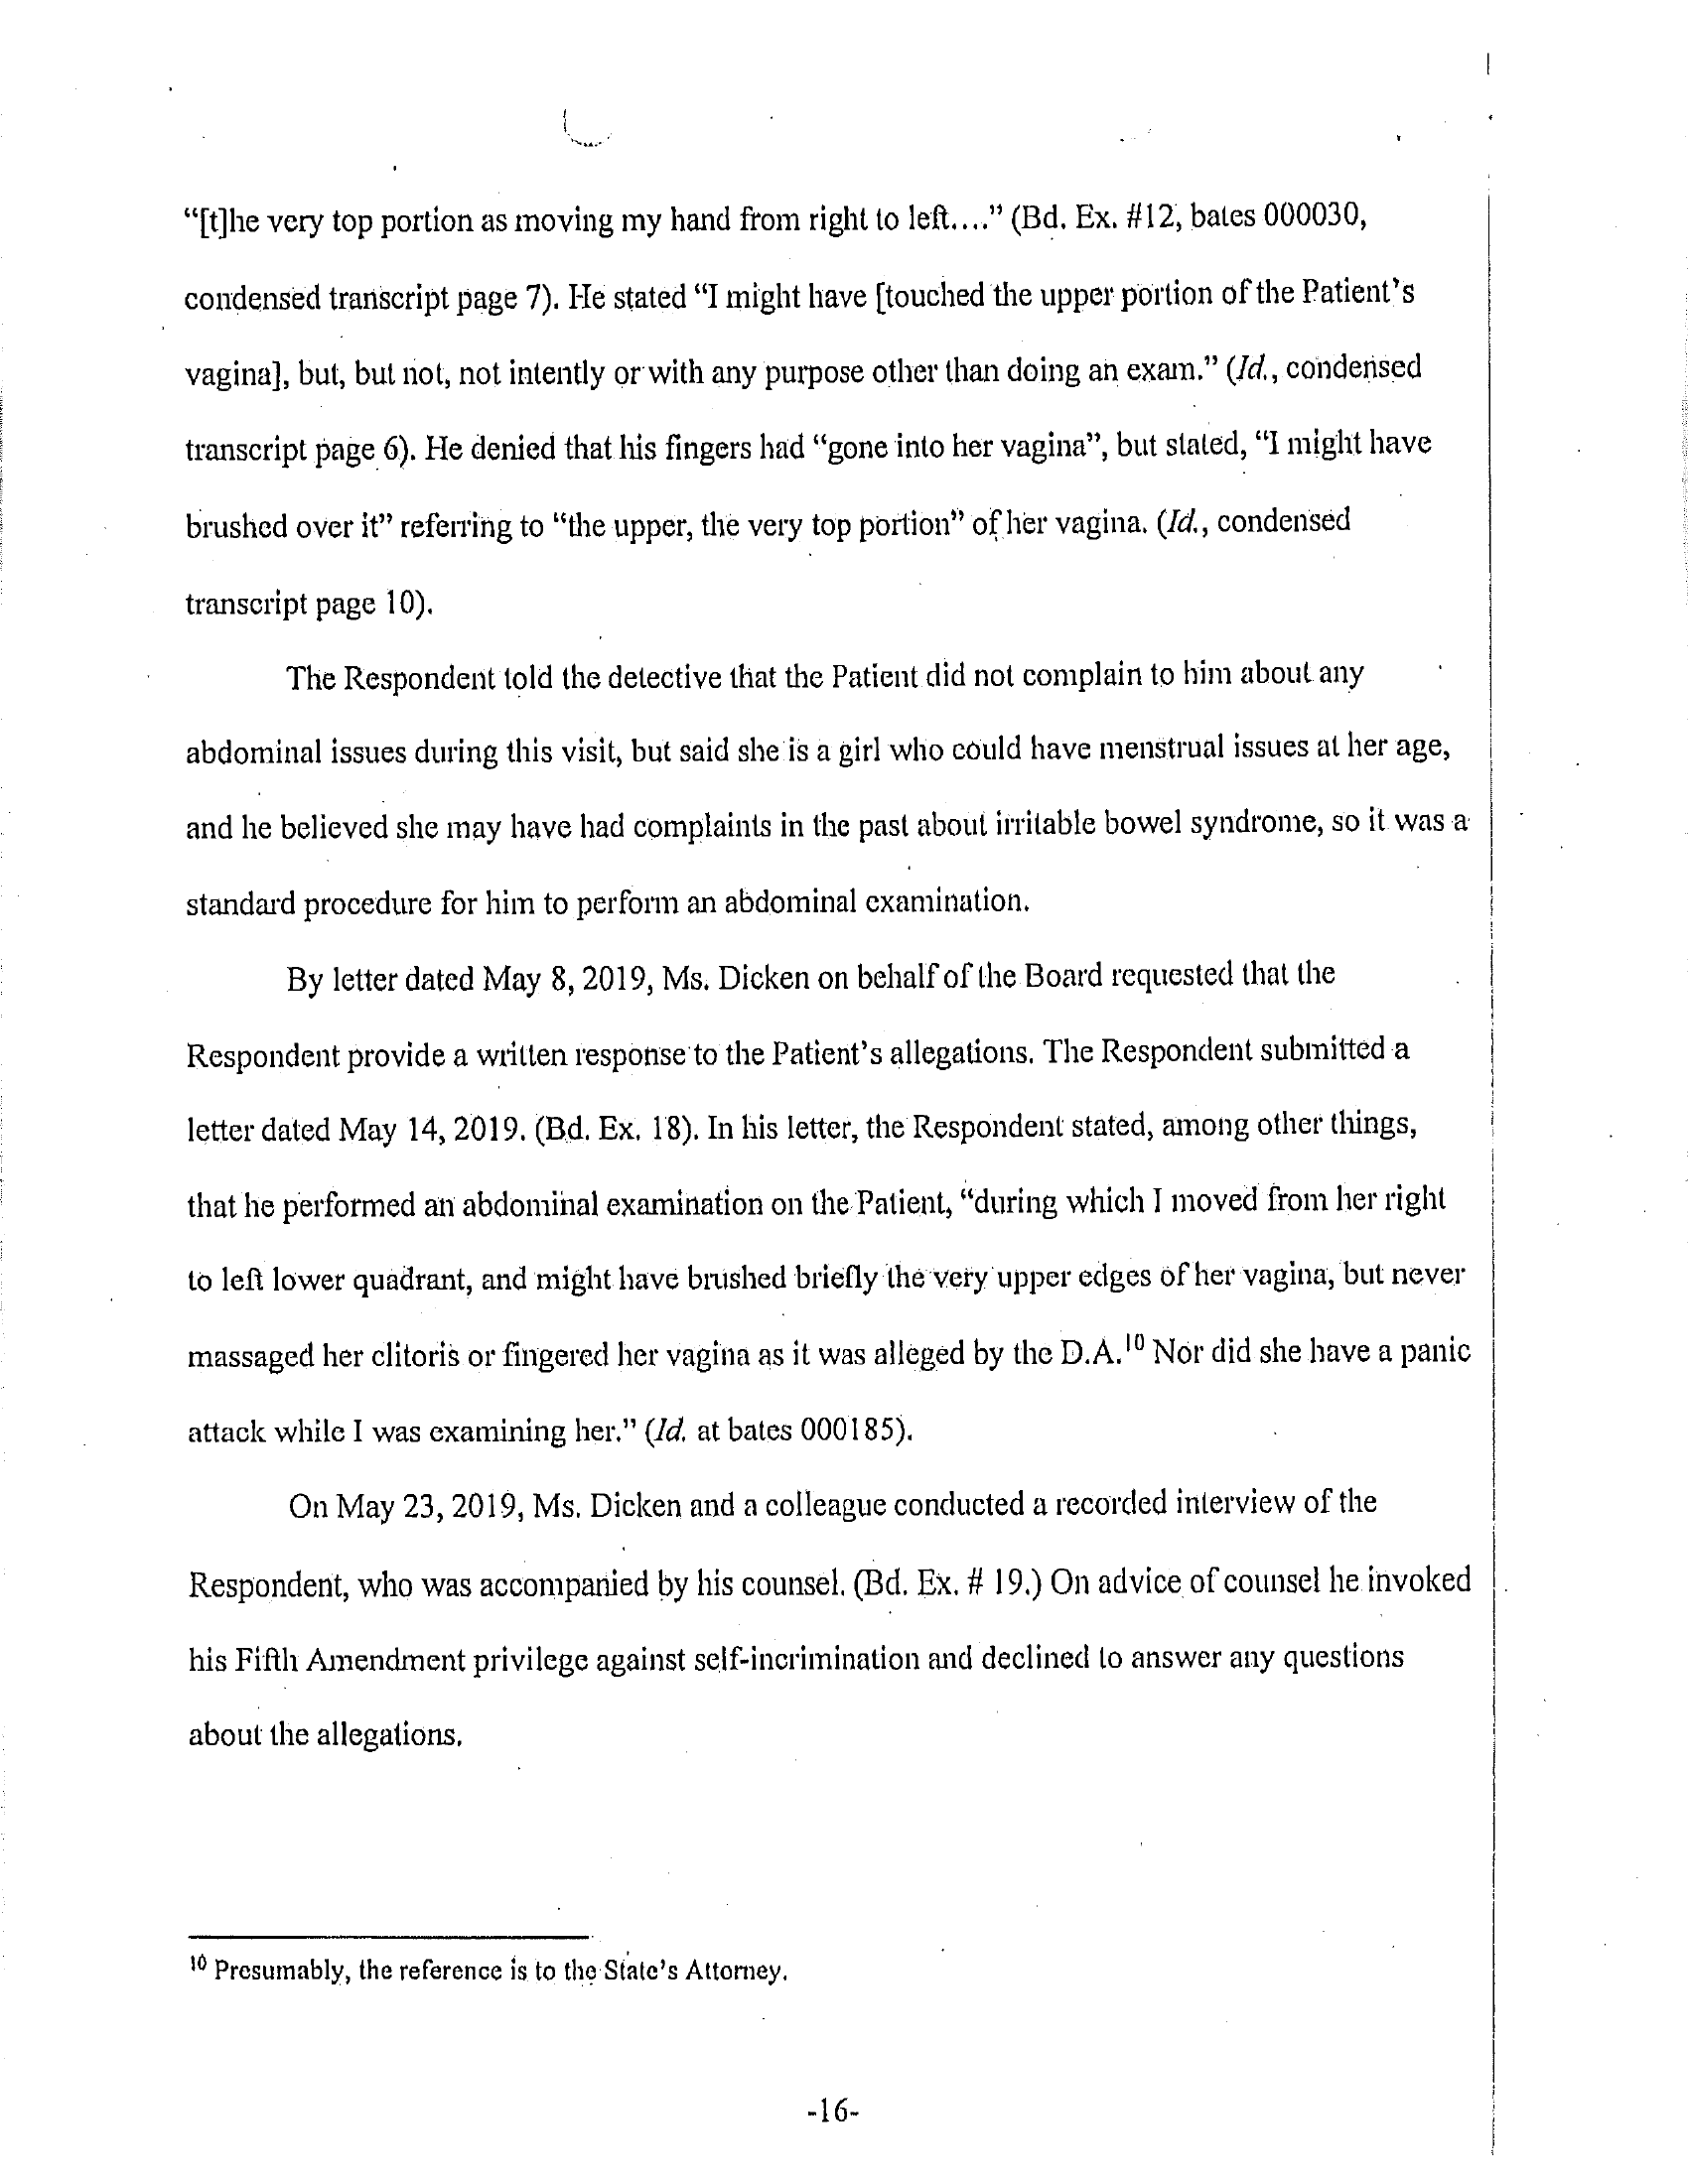 “[t]he very top portion as moving my hand from right to left....” (Bd. Ex. #12, bates 000030,
condensed transcript page 7). He stated “I might have [touched the upper portion of the Patient’s
vagina], but, but not, not intently or with any purpose other than doing an exam.” (Id., condensed
transcript page 6). He denied that his fingers had “gone into her vagina”, but stated, “I might have
brushed over it” referring to “the upper, the very top portion” of her vagina. (Id., condensed
transcript page 10).
The Respondent told the detective that the Patient did not complain to him about any
abdominal issues during this visit, but said she is a girl who could have menstrual issues at her age,
and he believed she may have had complaints in the past about irritable bowel syndrome, so it was a
standard procedure for him to perform an abdominal examination.
By letter dated May 8, 2019, Ms. Dicken on behalf of the Board requested that the
Respondent provide a written response to the Patient’s allegations. The Respondent submitted a
letter dated May 14, 2019. (Bd. Ex. 18). In his letter, the Respondent stated, among other things,
that he performed an abdominal examination on the Patient, “during which I moved from her right
to left lower quadrant, and might have brushed briefly the very upper edges of her vagina, but never
massaged her clitoris or fingered her vagina as it was alleged by the D.A.10 Nor did she have a panic
attack while I was examining her.” (Id. at bates 000185).
On May 23, 2019, Ms. Dicken and a colleague conducted a recorded interview of the
Respondent, who was accompanied by his counsel. (Bd. Ex. # 19.) On advice of counsel he invoked
his Fifth Amendment privilege against self-incrimination and declined to answer any questions
about the allegations.
10 Presumably, the reference is to the State’s Attorney.
-16-